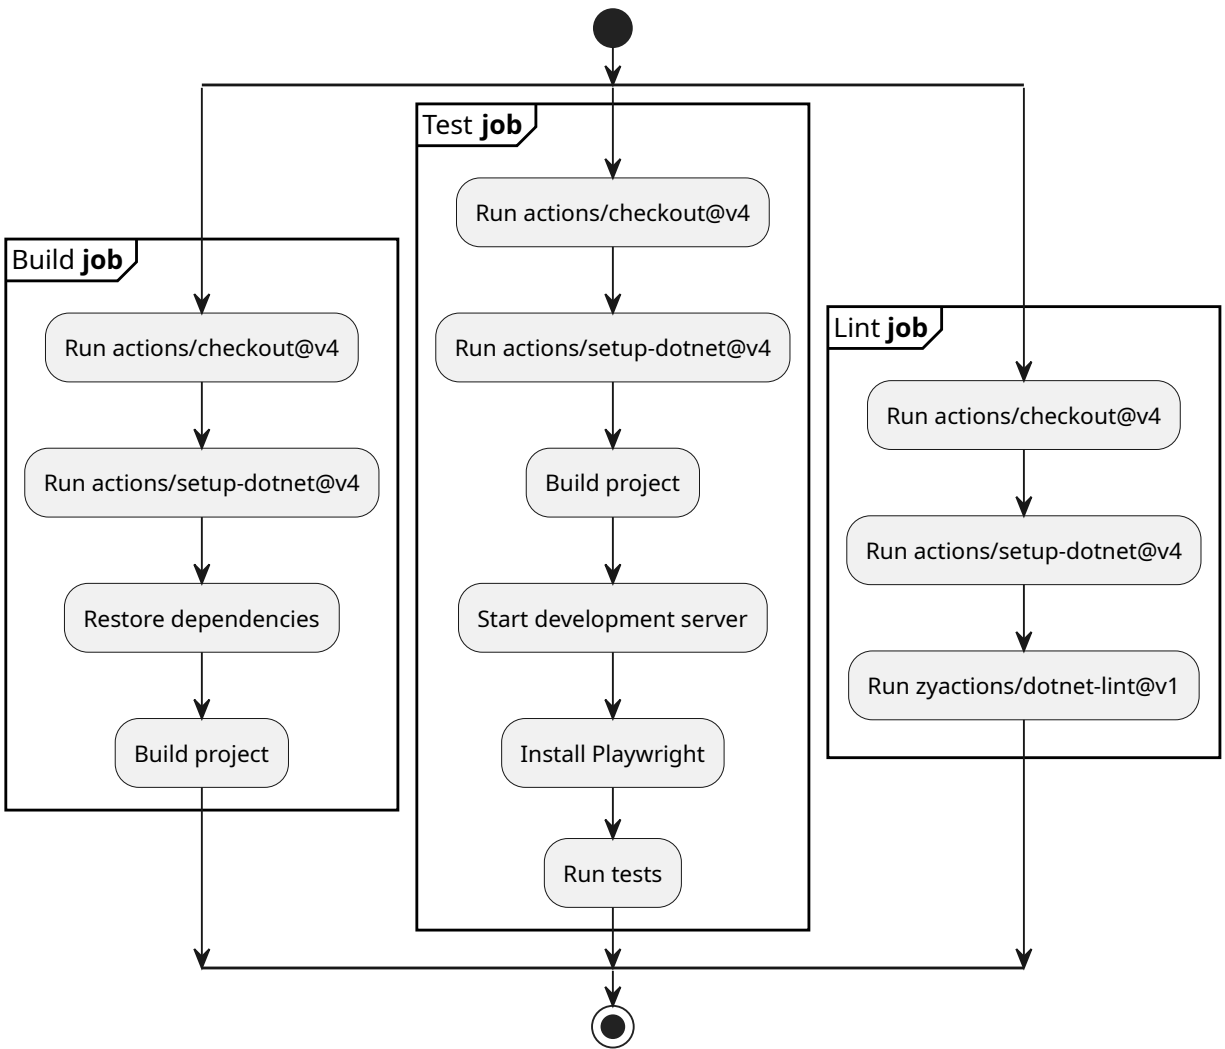 Build job
Run actions/checkout@v4
Run actions/setup-dotnet@v4
Restore dependencies
Build project
Test job
Run actions/checkout@v4
Run actions/setup-dotnet@v4
Build project
Start development server
Install Playwright
Run tests
Lint job
Run actions/checkout@v4
Run actions/setup-dotnet@v4
Run zyactions/dotnet-lint@v1